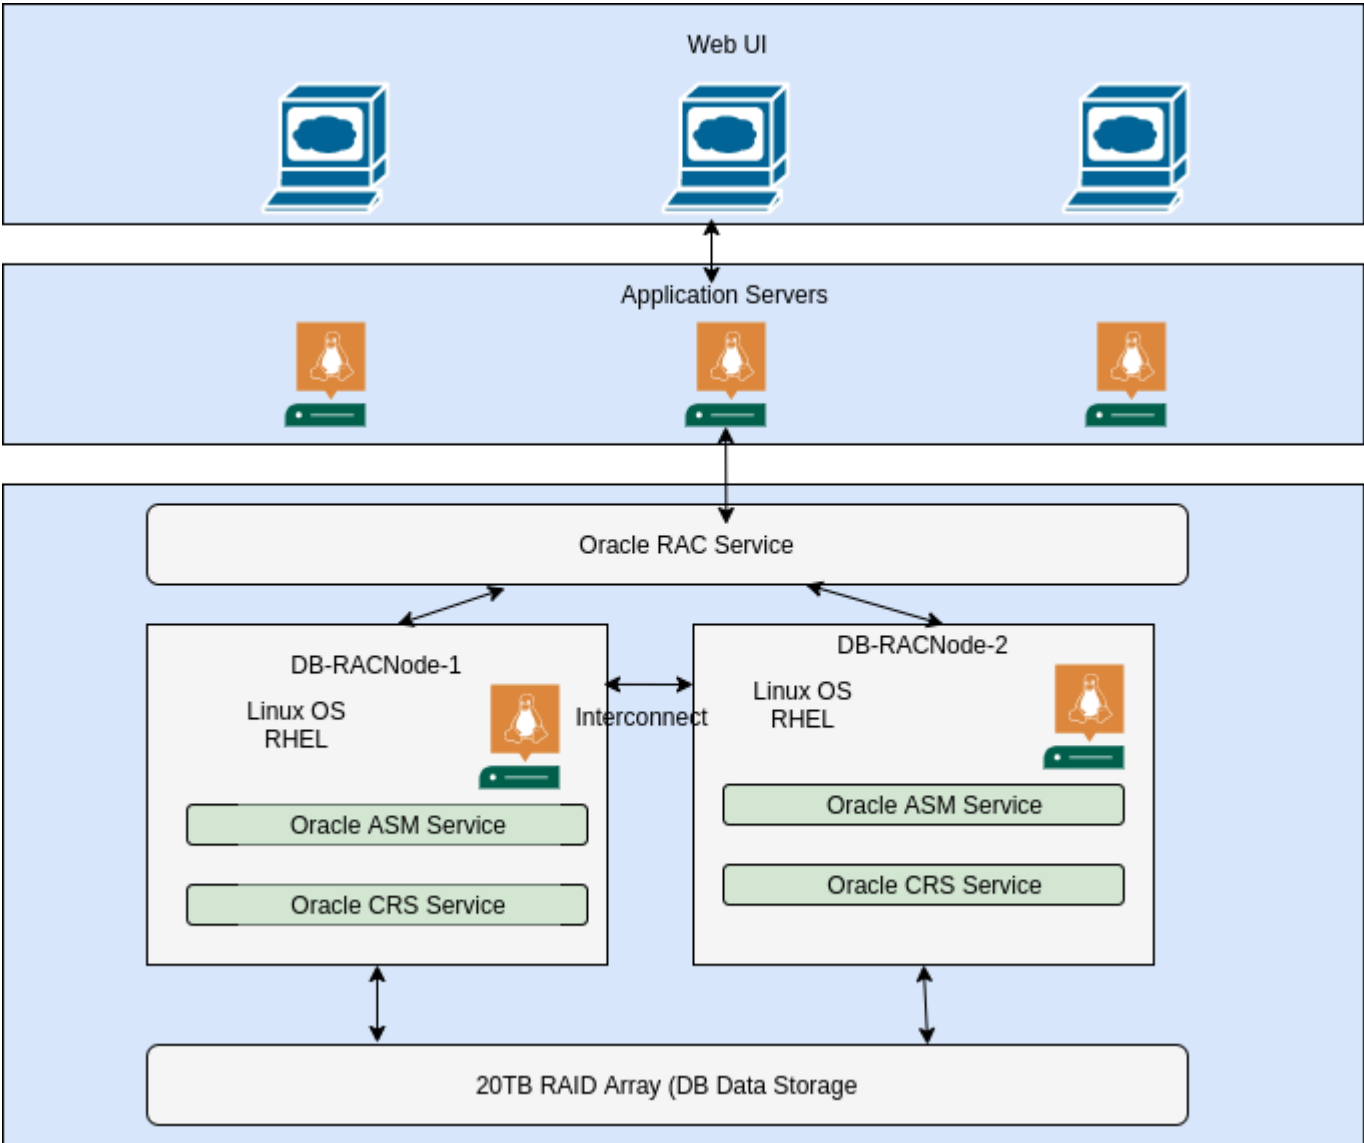 Web UI
Application Servers
Oracle RAC Service
DB-RACNode-1
Linux OS
RHEL
Oracle ASM Service
Oracle CRS Service
Interconnect
DB-RACNode-2
Linux OS
RHEL
Oracle ASM Service
Oracle CRS Service
20TB RAID Array (DB Data Storage